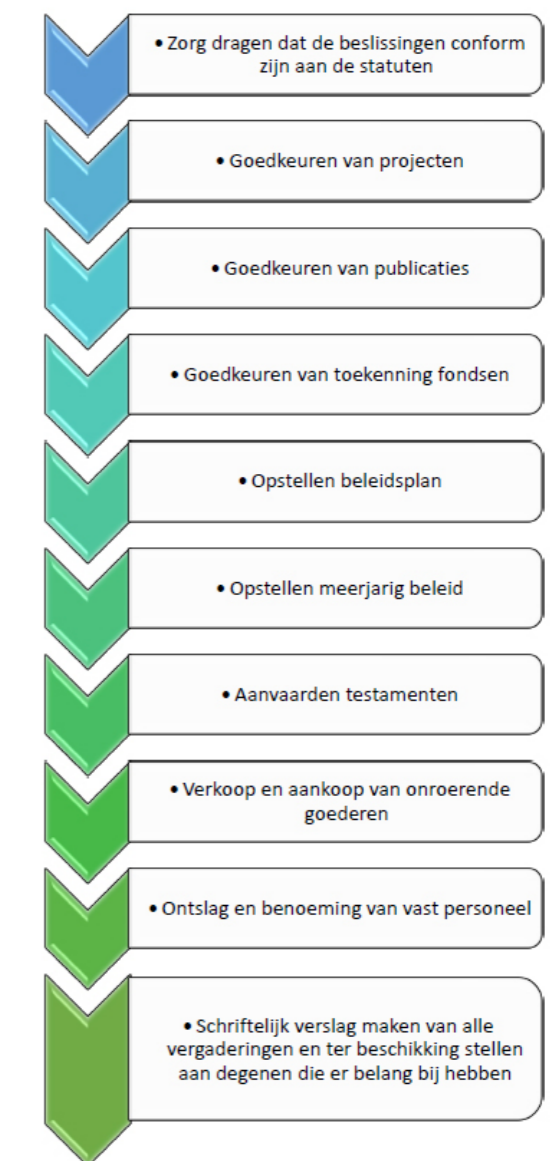 • Zorg dragen dat de beslissingen conform
zijn aan de statuten
• Goedkeuren van projecten
• Goedkeuren van publicaties
• Goedkeuren van toekenning fondsen
• Opstellen beleidsplan
• Opstellen meerjarig beleid
• Aanvaarden testamenten
• Verkoop en aankoop van onroerende
goederen
• Ontslag en benoeming van vast personeel
• Schriftelijk verslag maken van alle
vergaderingen en ter beschikking stellen
aan degenen die er belang bij hebben